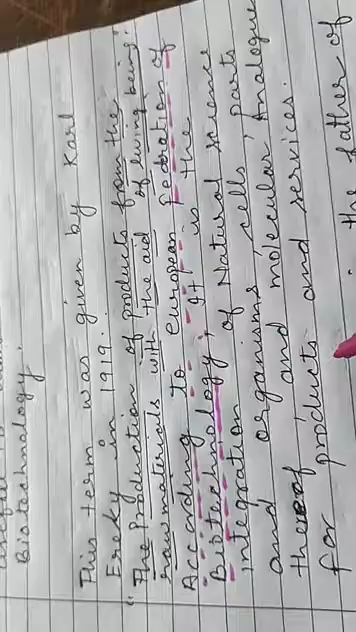 Biotechnology.
This term was given by Karl
Ereky in 1919.
"The Production of products from the
raw materials with the aid of living being".
According to European Federation of
Biotechnology; It is the
integration of Natural science
and organisms, cells, parts
thereof and molecular Analogue
for products and services.
the father of